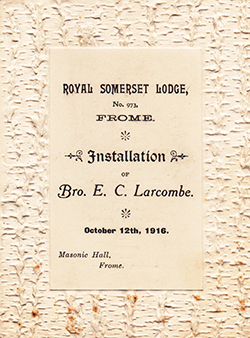 ROYAL SOMERSET LODGE,
No. 973,
FROME.
Installation
OF
Bro. E. C. Larcombe.
October 12th, 1916.
Masonic Hall,
Frome.